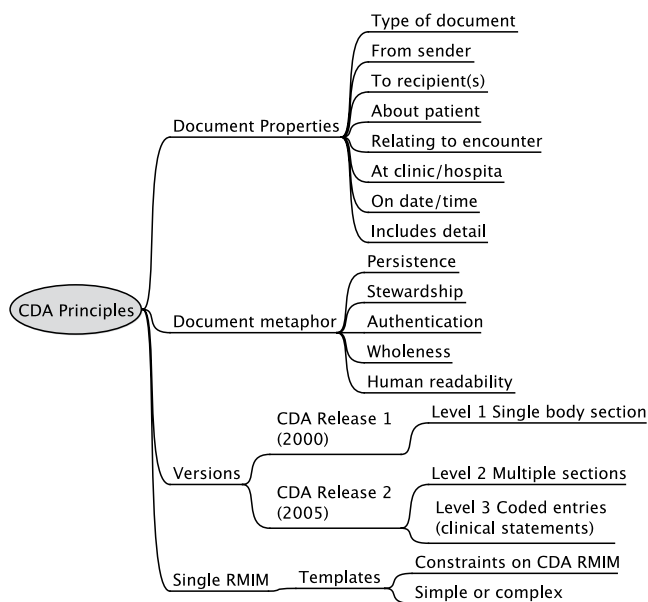 CDA Principles
Document Properties
Type of document
From sender
To recipient(s)
About patient
Relating to encounter
At clinic/hospita
On date/time
Includes detail
Document metaphor
Persistence
Stewardship
Authentication
Wholeness
Human readability
Versions
CDA Release 1
(2000)
Level 1 Single body section
CDA Release 2
(2005)
Level 2 Multiple sections
Level 3 Coded entries
(clinical statements)
Single RMIM
Templates
Constraints on CDA RMIM
Simple or complex